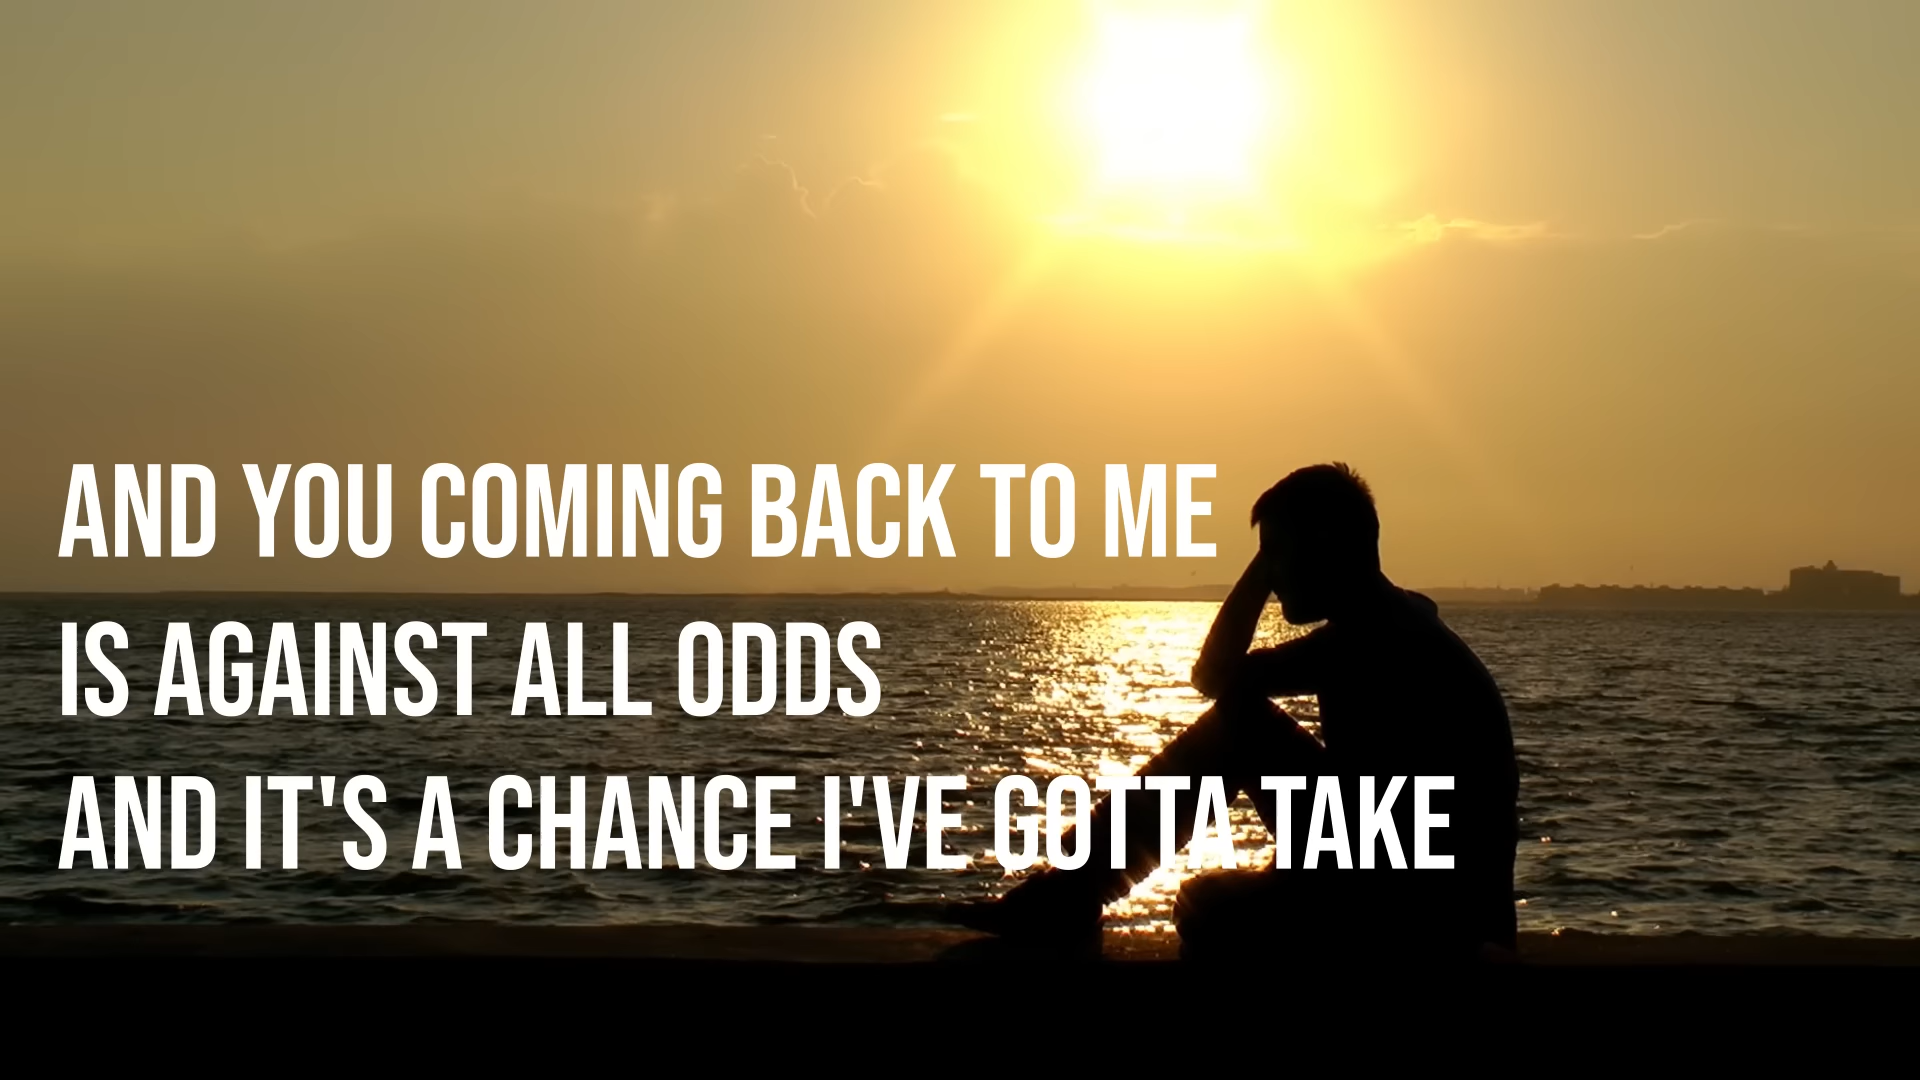 AND YOU COMING BACK TO ME
IS AGAINST ALL ODDS
AND IT'S A CHANCE I'VE GOTTA TAKE